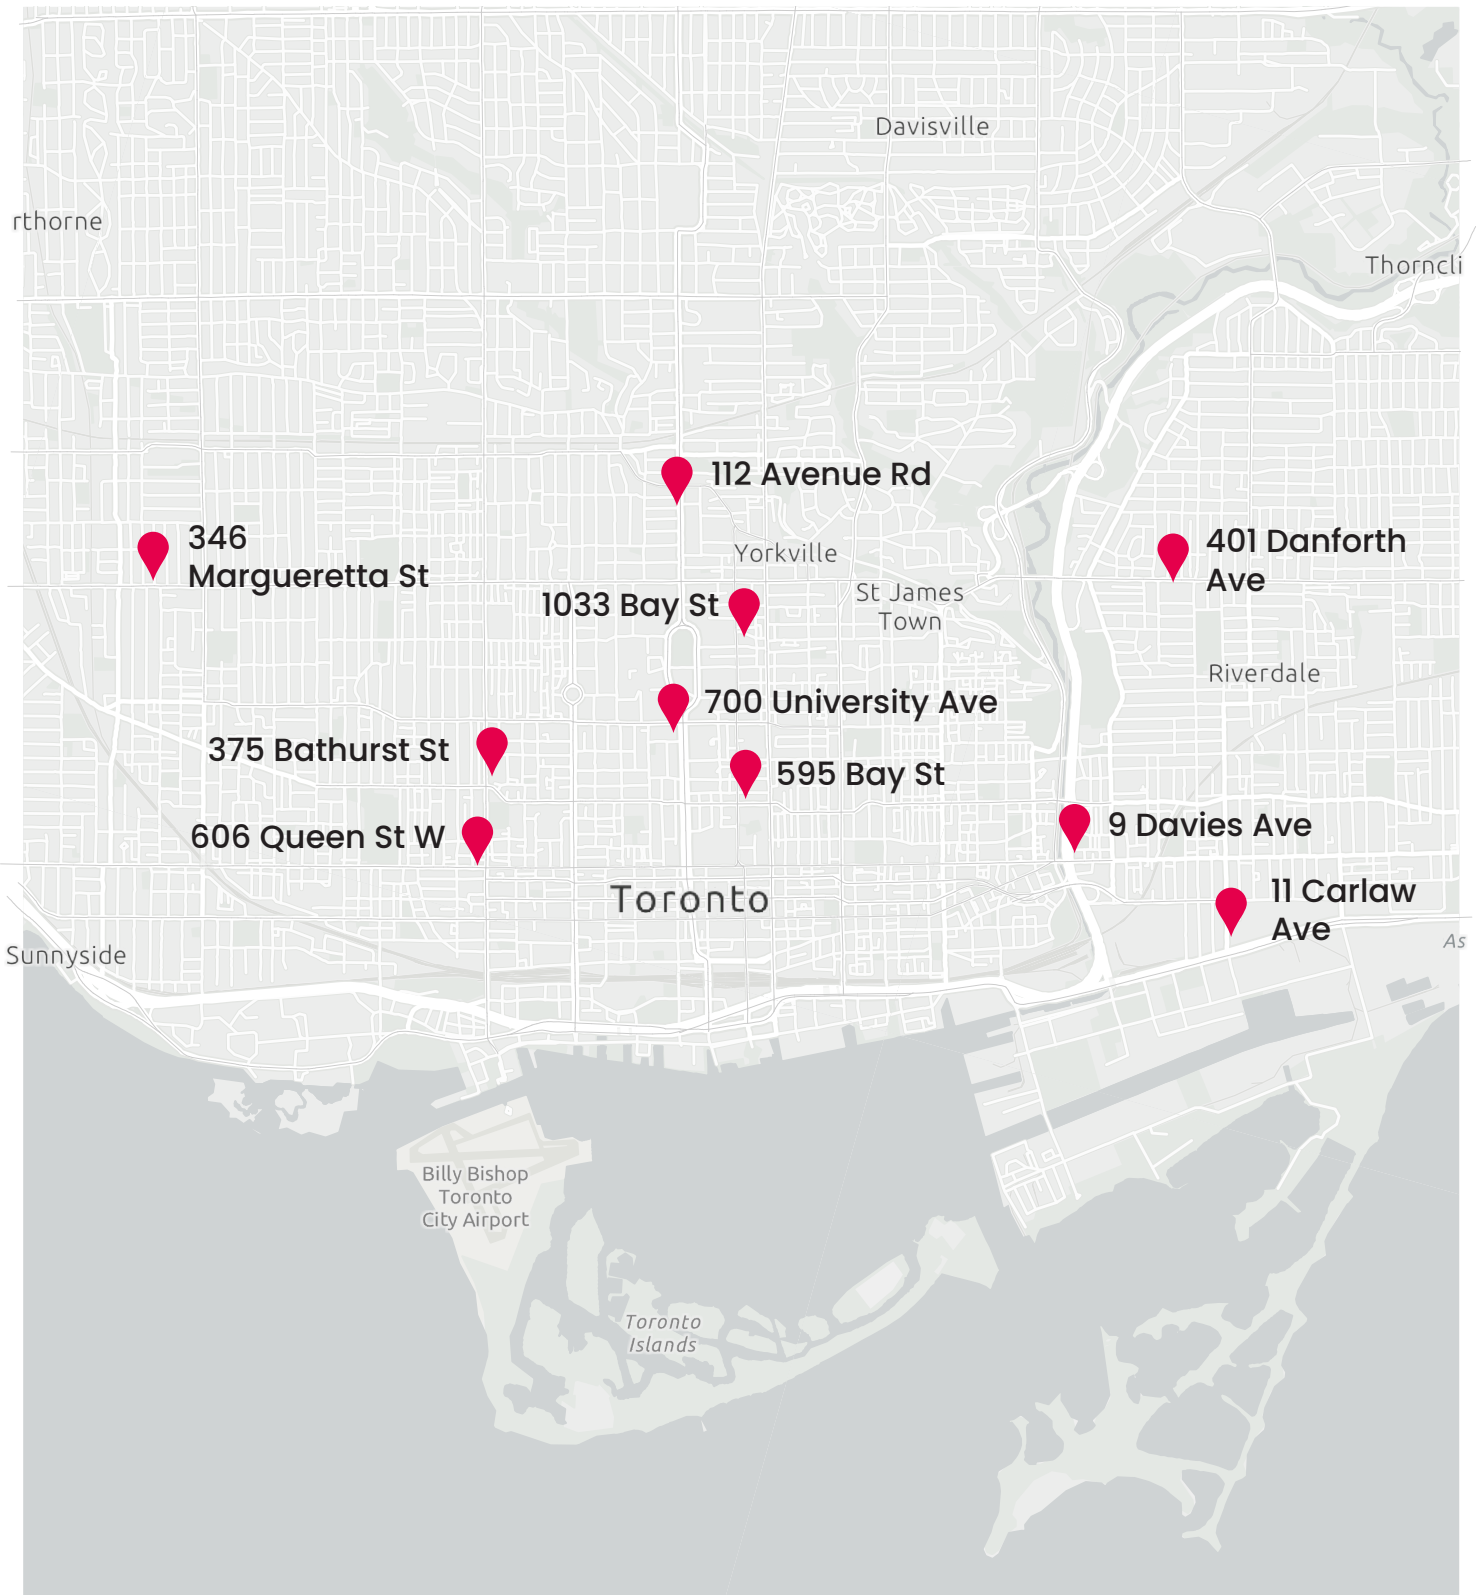 Davisville
rthorne
Thorncli
112 Avenue Rd
346
Margueretta St
Yorkville
401 Danforth
Ave
1033 Bay St
St James
Town
Riverdale
700 University Ave
375 Bathurst St
595 Bay St
606 Queen St W
9 Davies Ave
Toronto
11 Carlaw
Ave
Sunnyside
As
Billy Bishop
Toronto
City Airport
Toronto
Islands